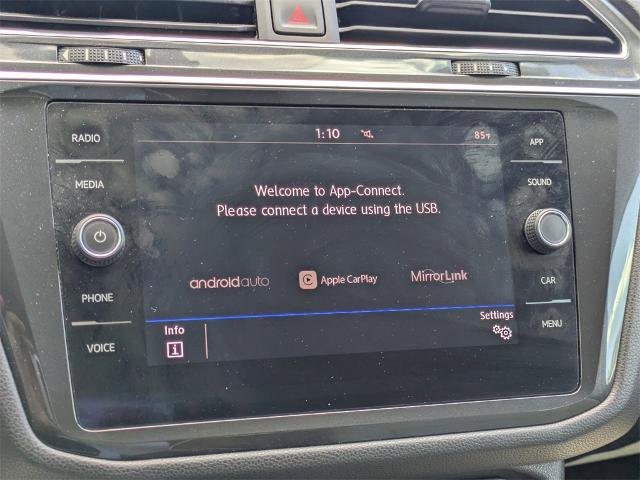 1:10
85°F
RADIO
MEDIA
PHONE
VOICE
APP
SOUND
CAR
MENU
Welcome to App-Connect.
Please connect a device using the USB.
androidauto
Apple CarPlay
MirrorLink
Info
i
Settings